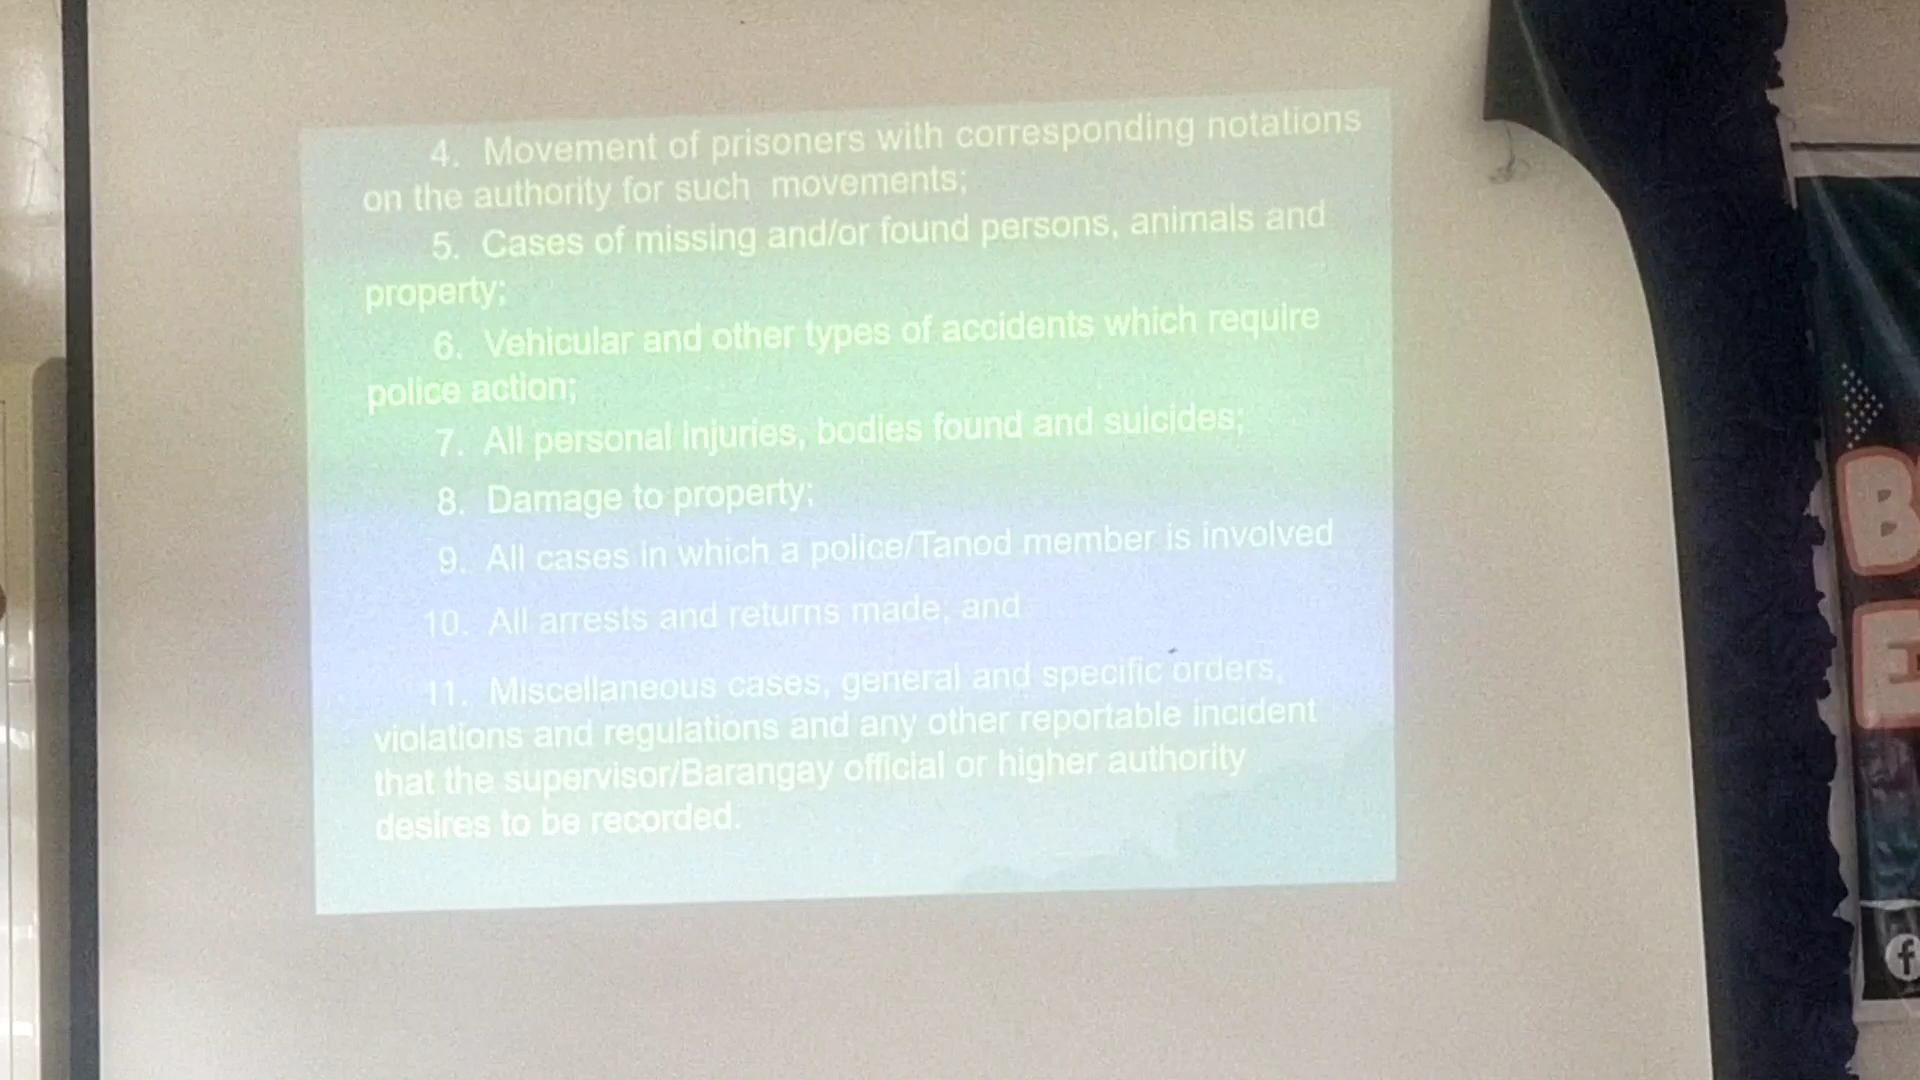 4. Movement of prisoners with corresponding notations
on the authority for such movements;
5. Cases of missing and/or found persons, animals and
property;
6. Vehicular and other types of accidents which require
police action;
7. All personal injuries, bodies found and suicides;
8. Damage to property;
9. All cases in which a police/Tanod member is involved
10. All arrests and returns made; and
11. Miscellaneous cases, general and specific orders,
violations and regulations and any other reportable incident
that the supervisor/Barangay official or higher authority
desires to be recorded.
B
E
f